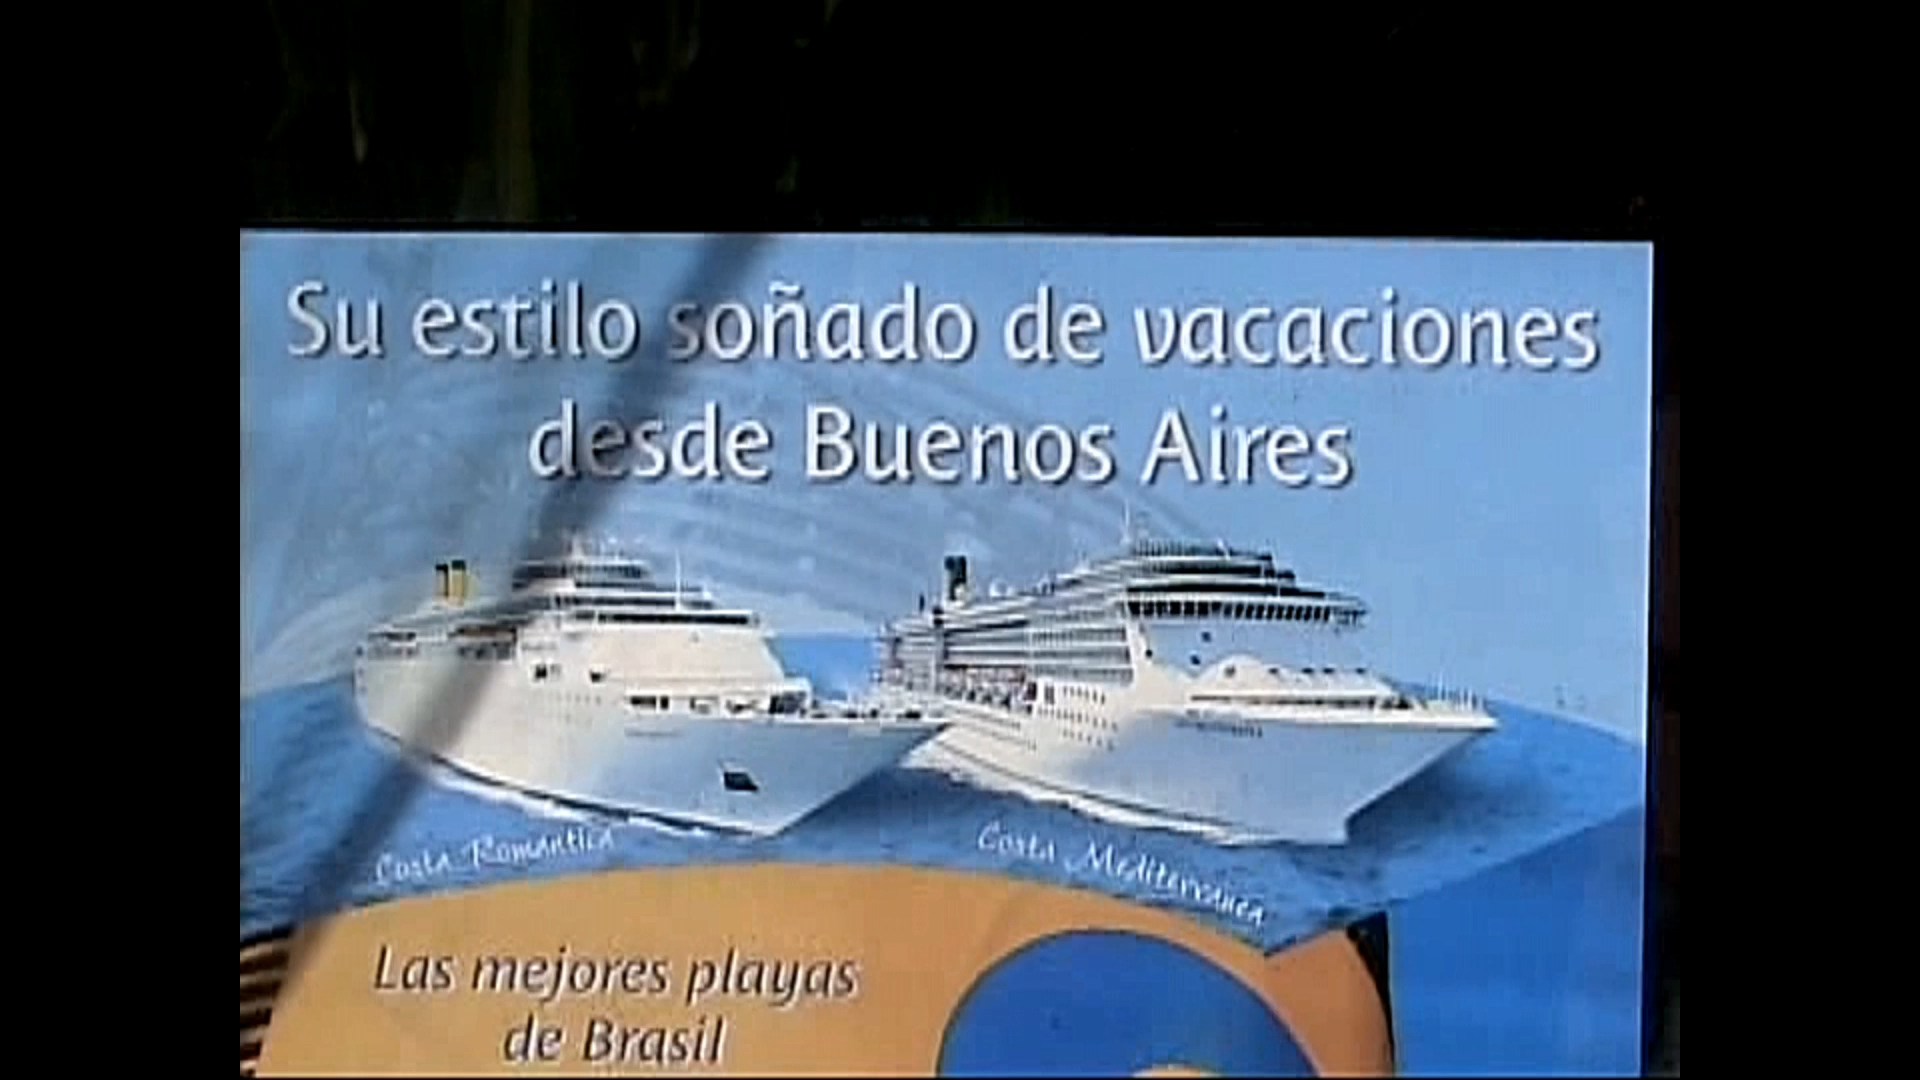 Su estilo soñado de vacaciones
desde Buenos Aires
Costa Romantica
Costa Mediterranea
Las mejores playas
de Brasil